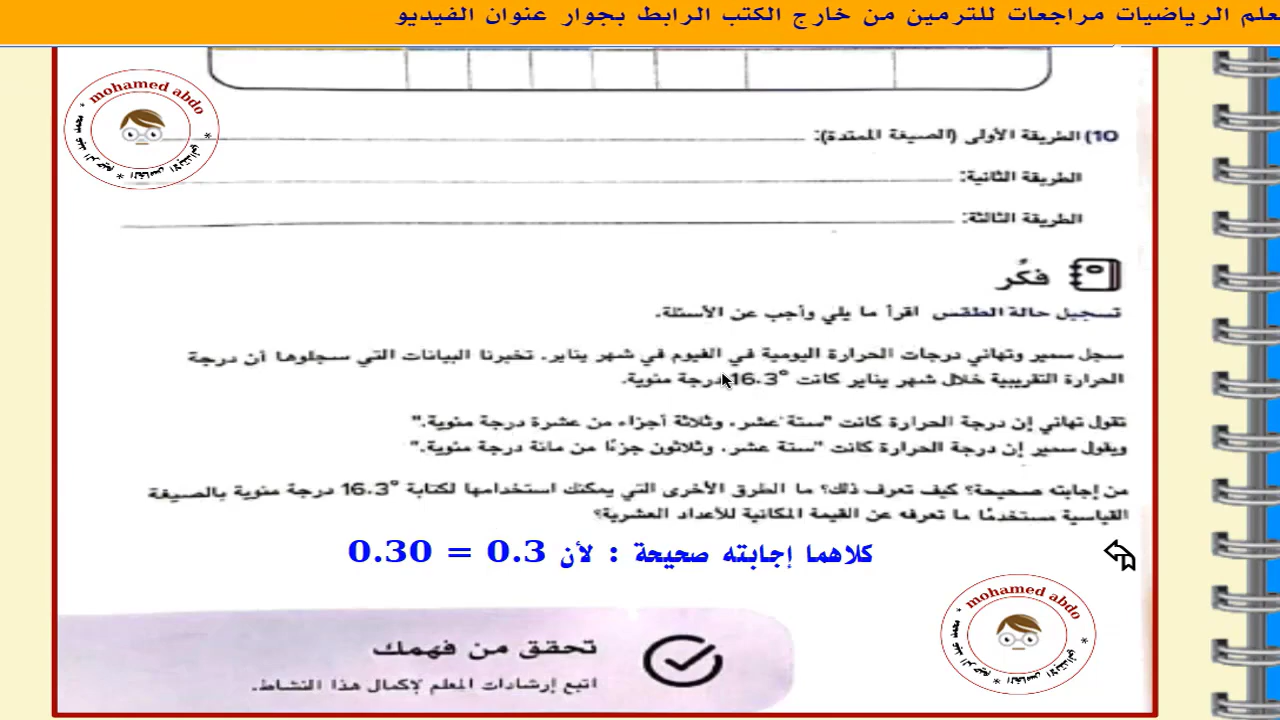 علم الرياضيات مراجعات للترمين من خارج الكتب الرابط بجوار عنوان الفيديو
mohamed abdo
10) الطريقة الأولى (الصيغة الممتدة):
الطريقة الثانية:
الطريقة الثالثة:
فكّر
تسجيل حالة الطقس اقرأ ما يلي وأجب عن الأسئلة.
سجل سمير وتهاني درجات الحرارة اليومية في الفيوم في شهر يناير. تخبرنا البيانات التي سجلوها أن درجة
الحرارة التقريبية خلال شهر يناير كانت 16.3° درجة مئوية.
تقول تهاني إن درجة الحرارة كانت "ستة عشر، وثلاثة أجزاء من عشرة درجة مئوية."
ويقول سمير إن درجة الحرارة كانت "ستة عشر، وثلاثون جزءًا من مائة درجة مئوية."
من إجابته صحيحة؟ كيف تعرف ذلك؟ ما الطرق الأخرى التي يمكنك استخدامها لكتابة 16.3° درجة مئوية بالصيغة
القياسية مستخدمًا ما تعرفه عن القيمة المكانية للأعداد العشرية؟
كلاهما إجابته صحيحة : لأن 0.3 = 0.30
mohamed abdo
تحقق من فهمك
اتبع إرشادات المعلم لإكمال هذا النشاط.